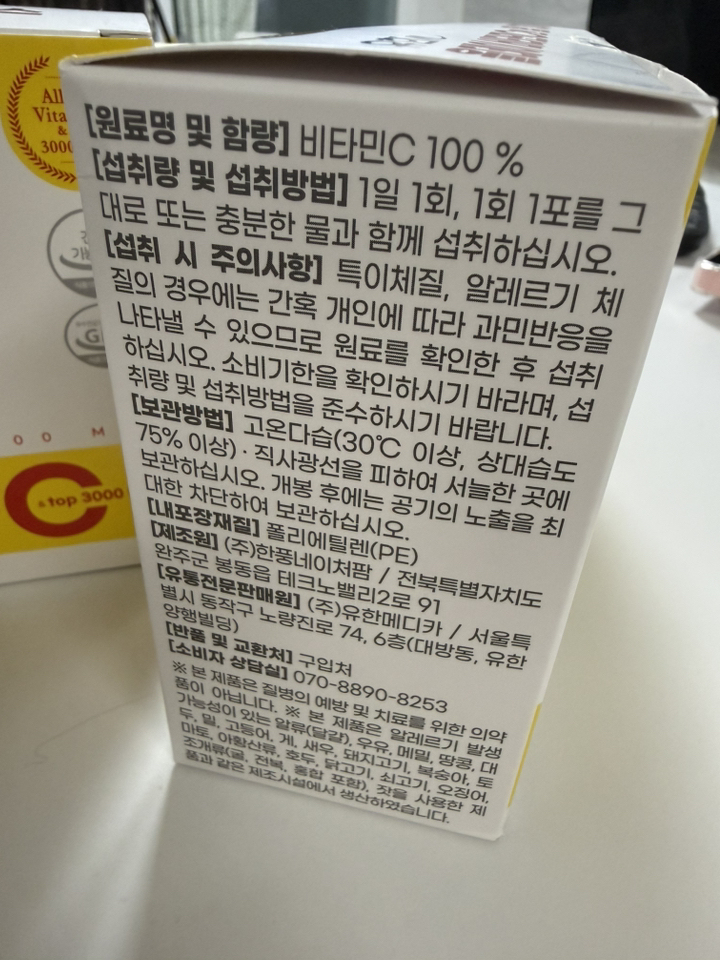 All
Vita
&
3000
C
& top 3000
[원료명 및 함량] 비타민C 100 %
[섭취량 및 섭취방법] 1일 1회, 1회 1포를 그
대로 또는 충분한 물과 함께 섭취하십시오.
[섭취 시 주의사항] 특이체질, 알레르기 체
질의 경우에는 간혹 개인에 따라 과민반응을
나타낼 수 있으므로 원료를 확인한 후 섭취
하십시오. 소비기한을 확인하시기 바라며, 섭
취량 및 섭취방법을 준수하시기 바랍니다.
[보관방법] 고온다습(30℃ 이상, 상대습도
75% 이상) · 직사광선을 피하여 서늘한 곳에
보관하십시오. 개봉 후에는 공기의 노출을 최
대한 차단하여 보관하십시오.
[내포장재질] 폴리에틸렌(PE)
[제조원] (주)한풍네이처팜 / 전북특별자치도
완주군 봉동읍 테크노밸리2로 91
[유통전문판매원] (주)유한메디카 / 서울특
별시 동작구 노량진로 74, 6층(대방동, 유한
양행빌딩)
[반품 및 교환처] 구입처
[소비자 상담실] 070-8890-8253
※ 본 제품은 질병의 예방 및 치료를 위한 의약
품이 아닙니다. ※ 본 제품은 알레르기 발생
가능성이 있는 알류(달걀), 우유, 메밀, 땅콩, 대
두, 밀, 고등어, 게, 새우, 돼지고기, 복숭아, 토
마토, 아황산류, 호두, 닭고기, 쇠고기, 오징어,
조개류(굴, 전복, 홍합 포함), 잣을 사용한 제
품과 같은 제조시설에서 생산하였습니다.